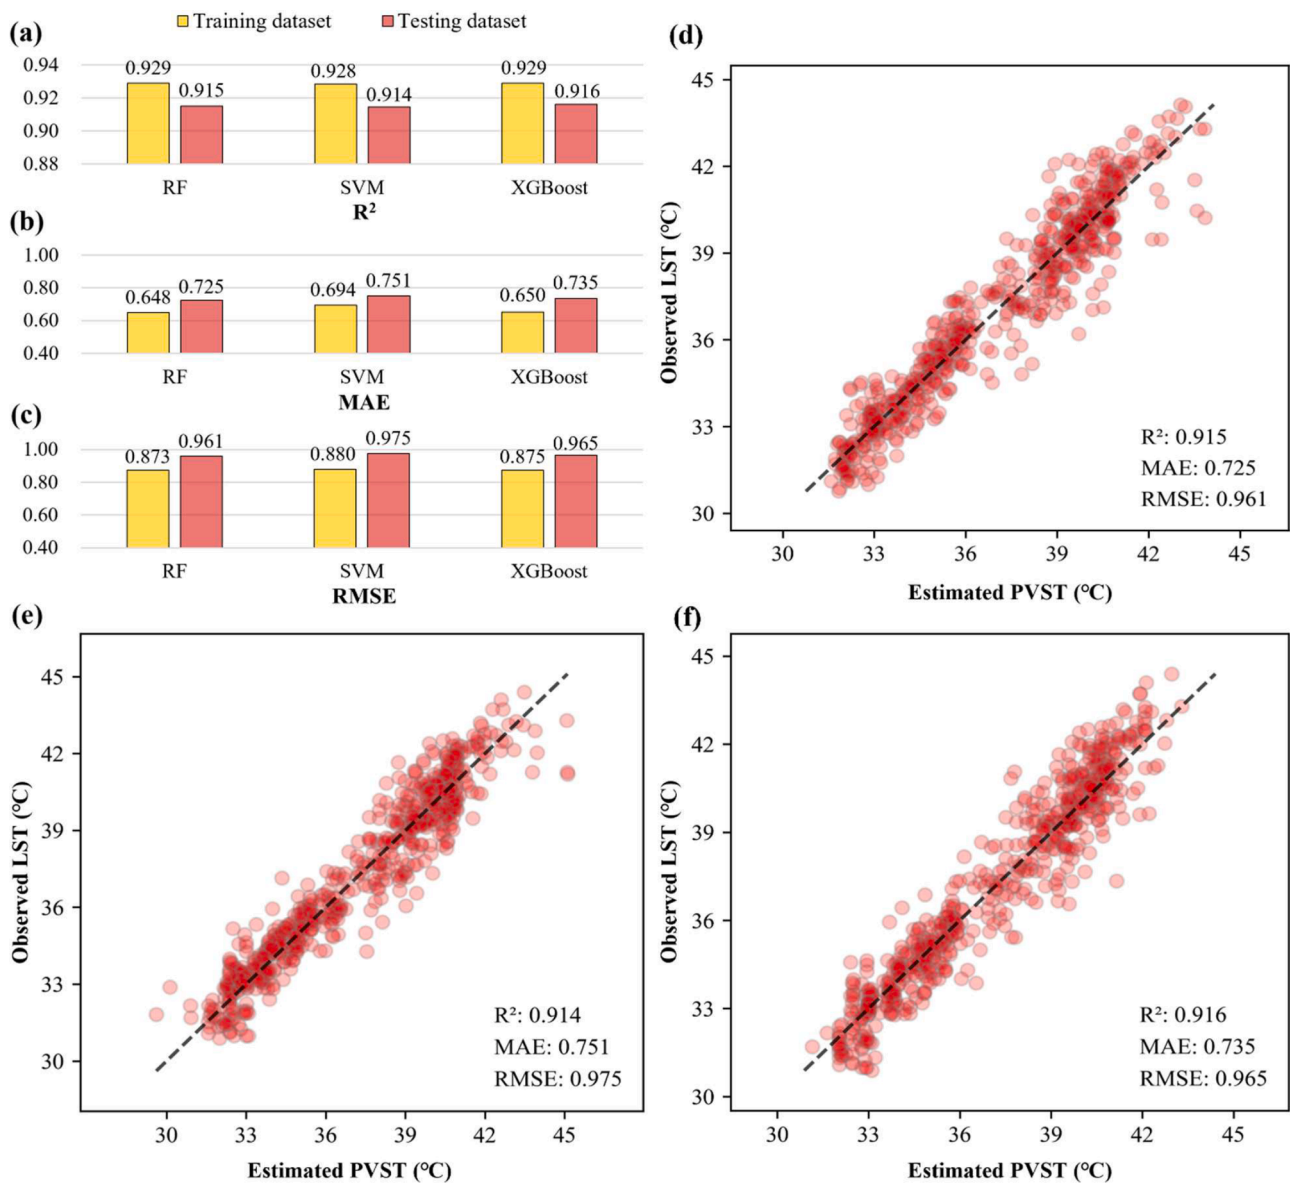 (a)
Training dataset
Testing dataset
0.94
0.92
0.90
0.88
0.929
0.915
0.928
0.914
0.929
0.916
RF
SVM
XGBoost
R²
(b)
1.00
0.80
0.60
0.40
0.648
0.725
0.694
0.751
0.650
0.735
RF
SVM
XGBoost
MAE
(c)
1.00
0.80
0.60
0.40
0.873
0.961
0.880
0.975
0.875
0.965
RF
SVM
XGBoost
RMSE
(d)
45
42
39
36
33
30
Observed LST (℃)
R²: 0.915
MAE: 0.725
RMSE: 0.961
30 33 36 39 42 45
Estimated PVST (℃)
(e)
45
42
39
36
33
30
Observed LST (℃)
R²: 0.914
MAE: 0.751
RMSE: 0.975
30 33 36 39 42 45
Estimated PVST (℃)
(f)
45
42
39
36
33
30
Observed LST (℃)
R²: 0.916
MAE: 0.735
RMSE: 0.965
30 33 36 39 42 45
Estimated PVST (℃)